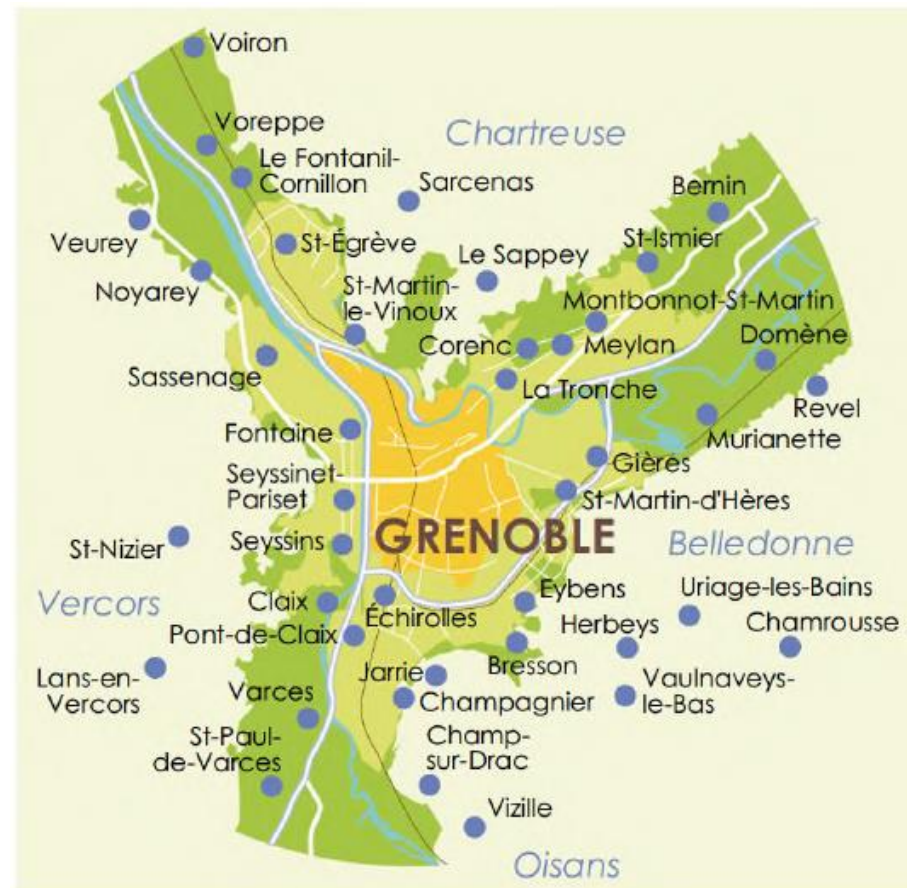 Voiron
Voreppe
Chartreuse
Le Fontanil-
Cornillon
Sarcenas
Bernin
Veurey
St-Égrève
St-Ismier
Le Sappey
Noyarey
St-Martin-
le-Vinoux
Montbonnot-St-Martin
Domène
Corenc
Meylan
Sassenage
La Tronche
Revel
Fontaine
Murianette
Gières
Seyssinet-
Pariset
St-Martin-d'Hères
GRENOBLE
St-Nizier
Seyssins
Belledonne
Eybens
Uriage-les-Bains
Vercors
Claix
Échirolles
Herbeys
Chamrousse
Pont-de-Claix
Bresson
Lans-en-
Vercors
Jarrie
Vaulnaveys-
le-Bas
Varces
Champagnier
St-Paul-
de-Varces
Champ-
sur-Drac
Vizille
Oisans